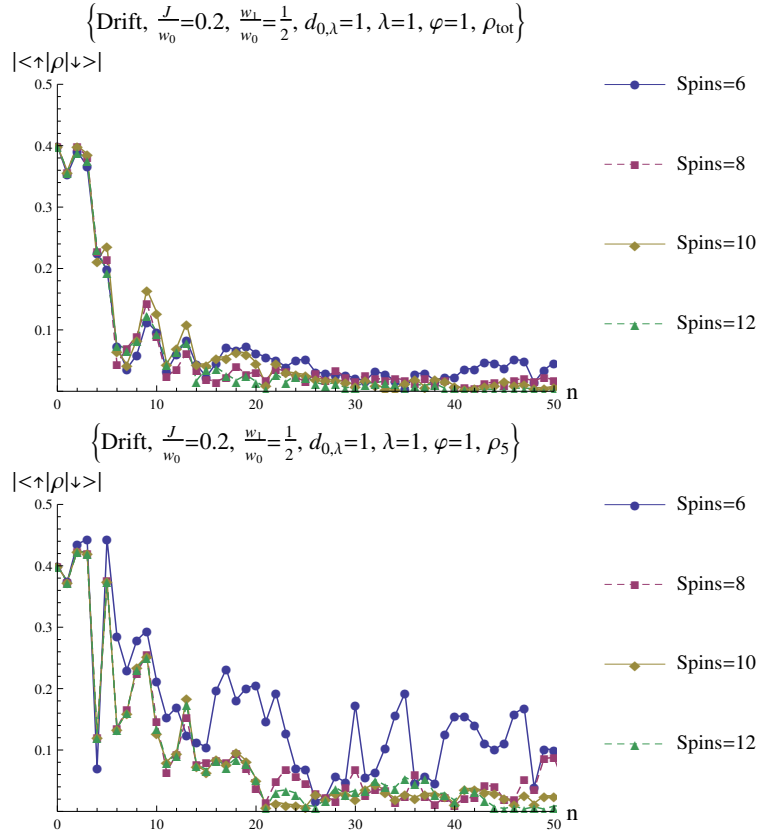 {Drift, J/w₀=0.2, w₁/w₀=1/2, d₀,λ=1, λ=1, φ=1, ρtot}
|<↑|ρ|↓>|
0.5
0.4
0.3
0.2
0.1
0 10 20 30 40 50
n
Spins=6
Spins=8
Spins=10
Spins=12
{Drift, J/w₀=0.2, w₁/w₀=1/2, d₀,λ=1, λ=1, φ=1, ρ₅}
|<↑|ρ|↓>|
0.5
0.4
0.3
0.2
0.1
0 10 20 30 40 50
n
Spins=6
Spins=8
Spins=10
Spins=12